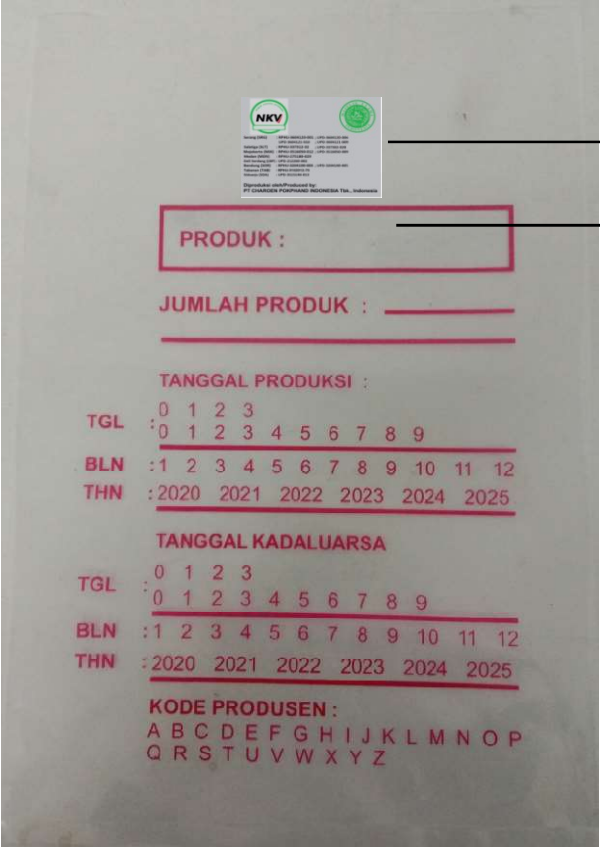 NKV
Diproduksi oleh/Produced by:
PT CHAROEN POKPHAND INDONESIA Tbk., Indonesia
PRODUK :
JUMLAH PRODUK :
TANGGAL PRODUKSI :
TGL : 0 1 2 3
0 1 2 3 4 5 6 7 8 9
BLN : 1 2 3 4 5 6 7 8 9 10 11 12
THN : 2020 2021 2022 2023 2024 2025
TANGGAL KADALUARSA
TGL : 0 1 2 3
0 1 2 3 4 5 6 7 8 9
BLN : 1 2 3 4 5 6 7 8 9 10 11 12
THN : 2020 2021 2022 2023 2024 2025
KODE PRODUSEN :
A B C D E F G H I J K L M N O P
Q R S T U V W X Y Z